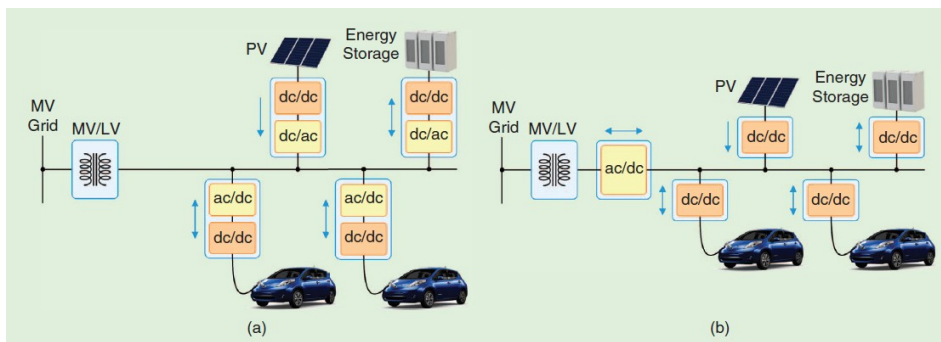 MV
Grid
MV/LV
PV
dc/dc
dc/ac
Energy
Storage
dc/dc
dc/ac
ac/dc
dc/dc
ac/dc
dc/dc
(a)
MV
Grid
MV/LV
ac/dc
PV
dc/dc
Energy
Storage
dc/dc
dc/dc
dc/dc
(b)